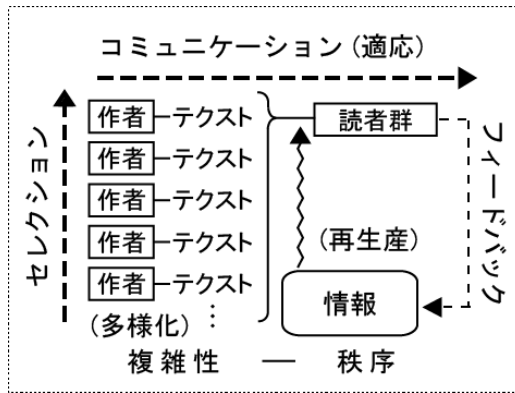 コミュニケーション(適応)
セレクション
作者―テクスト
作者―テクスト
作者―テクスト
作者―テクスト
作者―テクスト
(多様化) ⋮
読者群
フィードバック
(再生産)
情報
複雑性 ― 秩序